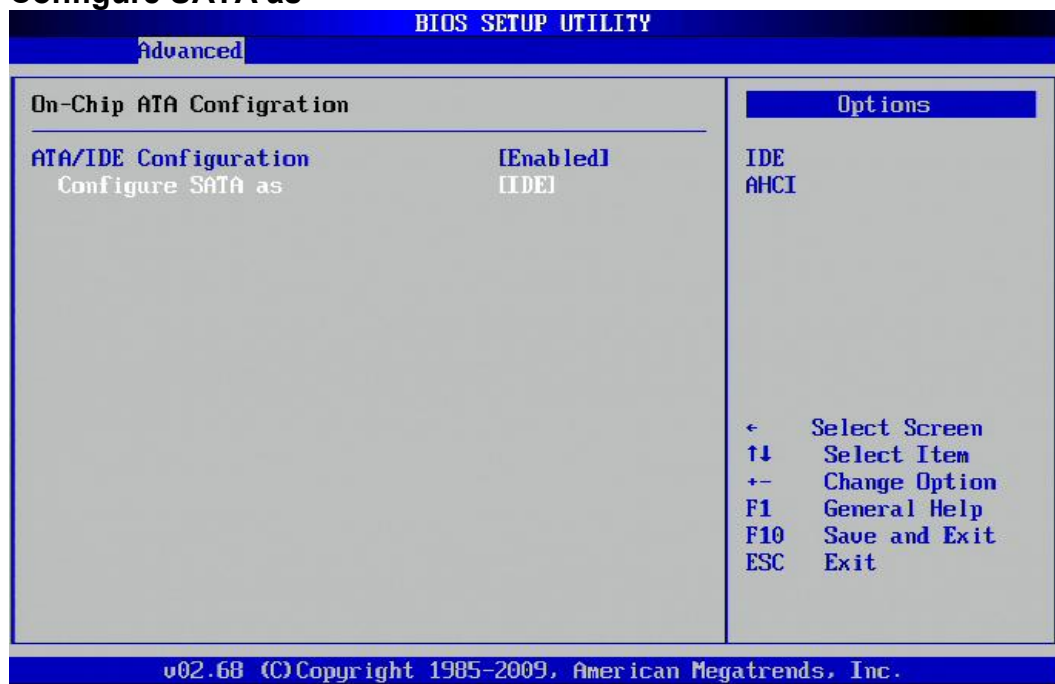 Configure SATA as
BIOS SETUP UTILITY
Advanced
On-Chip ATA Configration
ATA/IDE Configuration [Enabled]
Configure SATA as [IDE]
Options
IDE
AHCI
← Select Screen
↑↓ Select Item
+- Change Option
F1 General Help
F10 Save and Exit
ESC Exit
v02.68 (C)Copyright 1985-2009, American Megatrends, Inc.